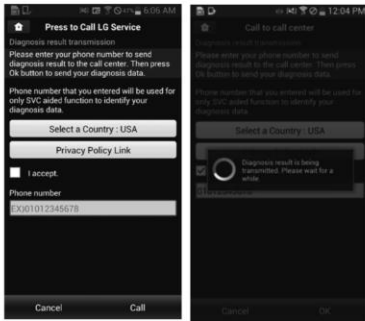 6:06 AM
Press to Call LG Service
Diagnosis result transmission
Please enter your phone number to send
diagnosis result to the call center. Then press
Ok button to send your diagnosis data.
Phone number that you entered will be used for
only SVC aided function to identify your
diagnosis data.
Select a Country : USA
Privacy Policy Link
I accept.
Phone number
EX)01012345678
Cancel
Call
12:04 PM
Call to call center
Diagnosis result transmission
Please enter your phone number to send
diagnosis result to the call center. Then press
Ok button to send your diagnosis data.
Phone number that you entered will be used for
only SVC aided function to identify your
diagnosis data.
Select a Country : USA
Diagnosis result is being
transmitted. Please wait for a
while.
Cancel
OK